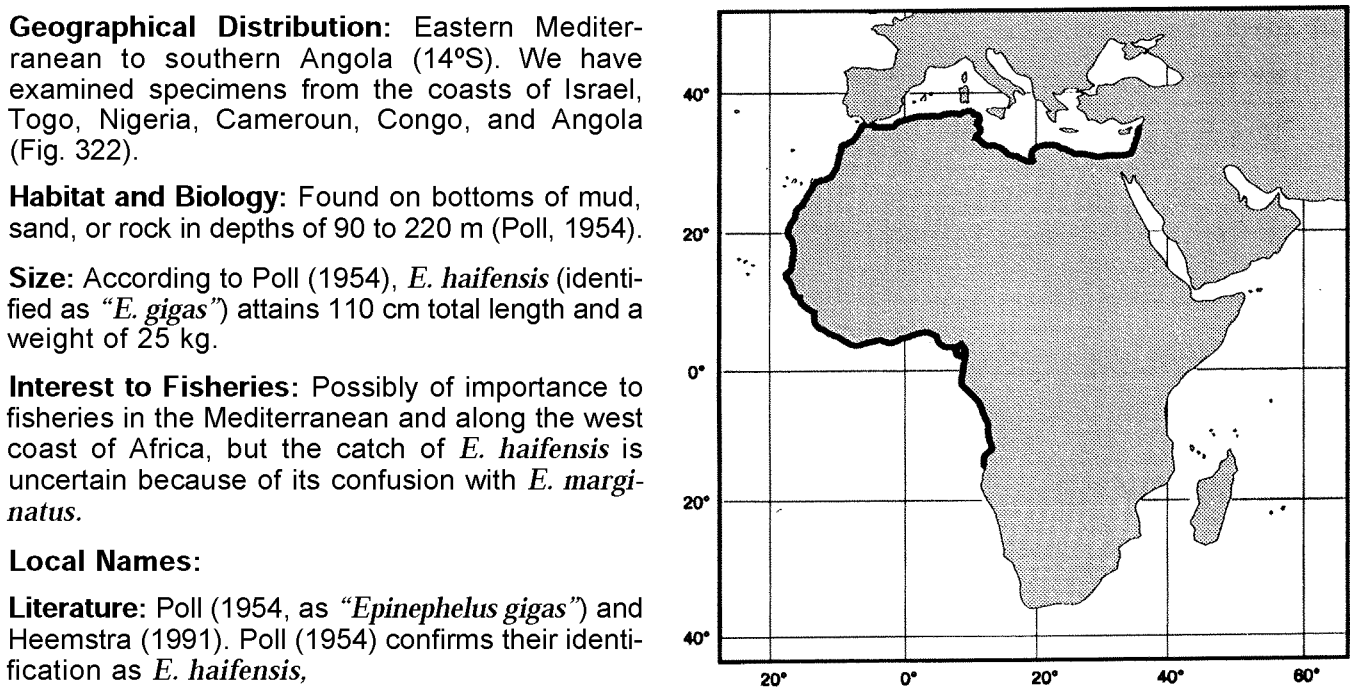 Geographical Distribution: Eastern Mediter-
ranean to southern Angola (14ºS). We have
examined specimens from the coasts of Israel,
Togo, Nigeria, Cameroun, Congo, and Angola
(Fig. 322).
Habitat and Biology: Found on bottoms of mud,
sand, or rock in depths of 90 to 220 m (Poll, 1954).
Size: According to Poll (1954), E. haifensis (identi-
fied as “E. gigas”) attains 110 cm total length and a
weight of 25 kg.
Interest to Fisheries: Possibly of importance to
fisheries in the Mediterranean and along the west
coast of Africa, but the catch of E. haifensis is
uncertain because of its confusion with E. margi-
natus.
Local Names:
Literature: Poll (1954, as “Epinephelus gigas”) and
Heemstra (1991). Poll (1954) confirms their identi-
fication as E. haifensis,
40°
20°
0°
20°
40°
20° 0° 20° 40° 60°